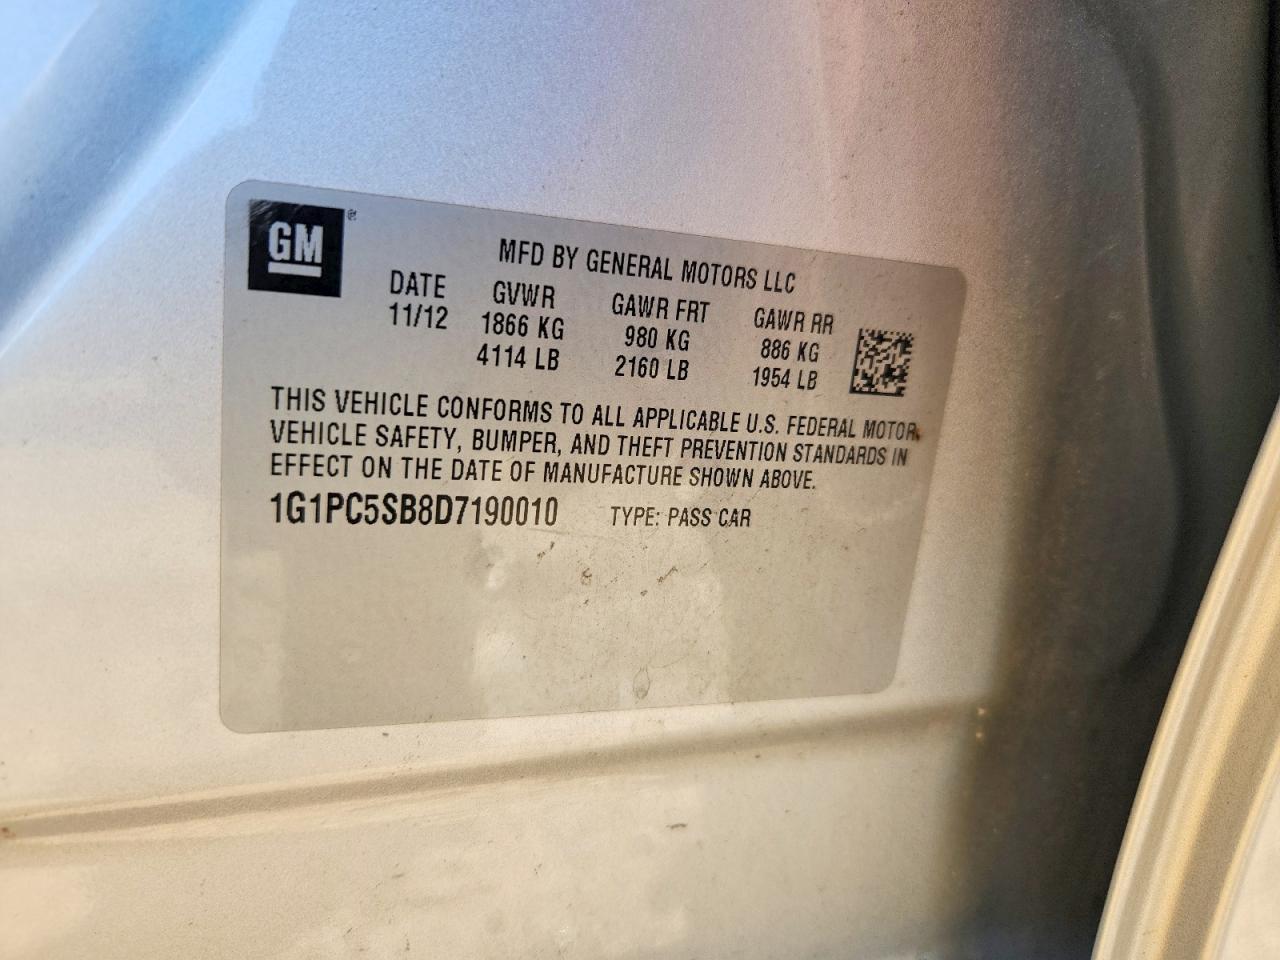 GM ®
MFD BY GENERAL MOTORS LLC
DATE GVWR GAWR FRT GAWR RR
11/12 1866 KG 980 KG 886 KG
4114 LB 2160 LB 1954 LB
THIS VEHICLE CONFORMS TO ALL APPLICABLE U.S. FEDERAL MOTOR
VEHICLE SAFETY, BUMPER, AND THEFT PREVENTION STANDARDS IN
EFFECT ON THE DATE OF MANUFACTURE SHOWN ABOVE.
1G1PC5SB8D7190010 TYPE: PASS CAR